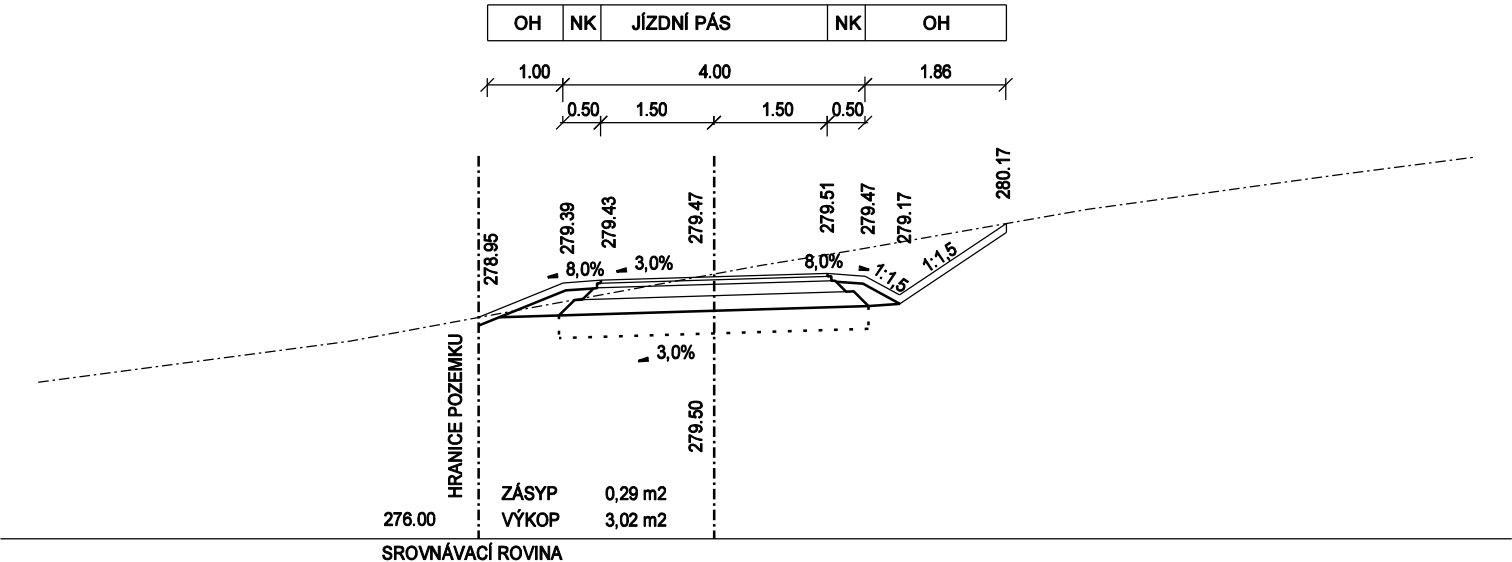 OH NK JÍZDNÍ PÁS NK OH
1.00 4.00 1.86
0.50 1.50 1.50 0.50
278.95 279.39 279.43 279.47 279.51 279.47 279.17 280.17
8,0% 3,0% 8,0% 1:1,5 1:1,5
3,0%
HRANICE POZEMKU
279.50
ZÁSYP 0,29 m2
276.00 VÝKOP 3,02 m2
SROVNÁVACÍ ROVINA